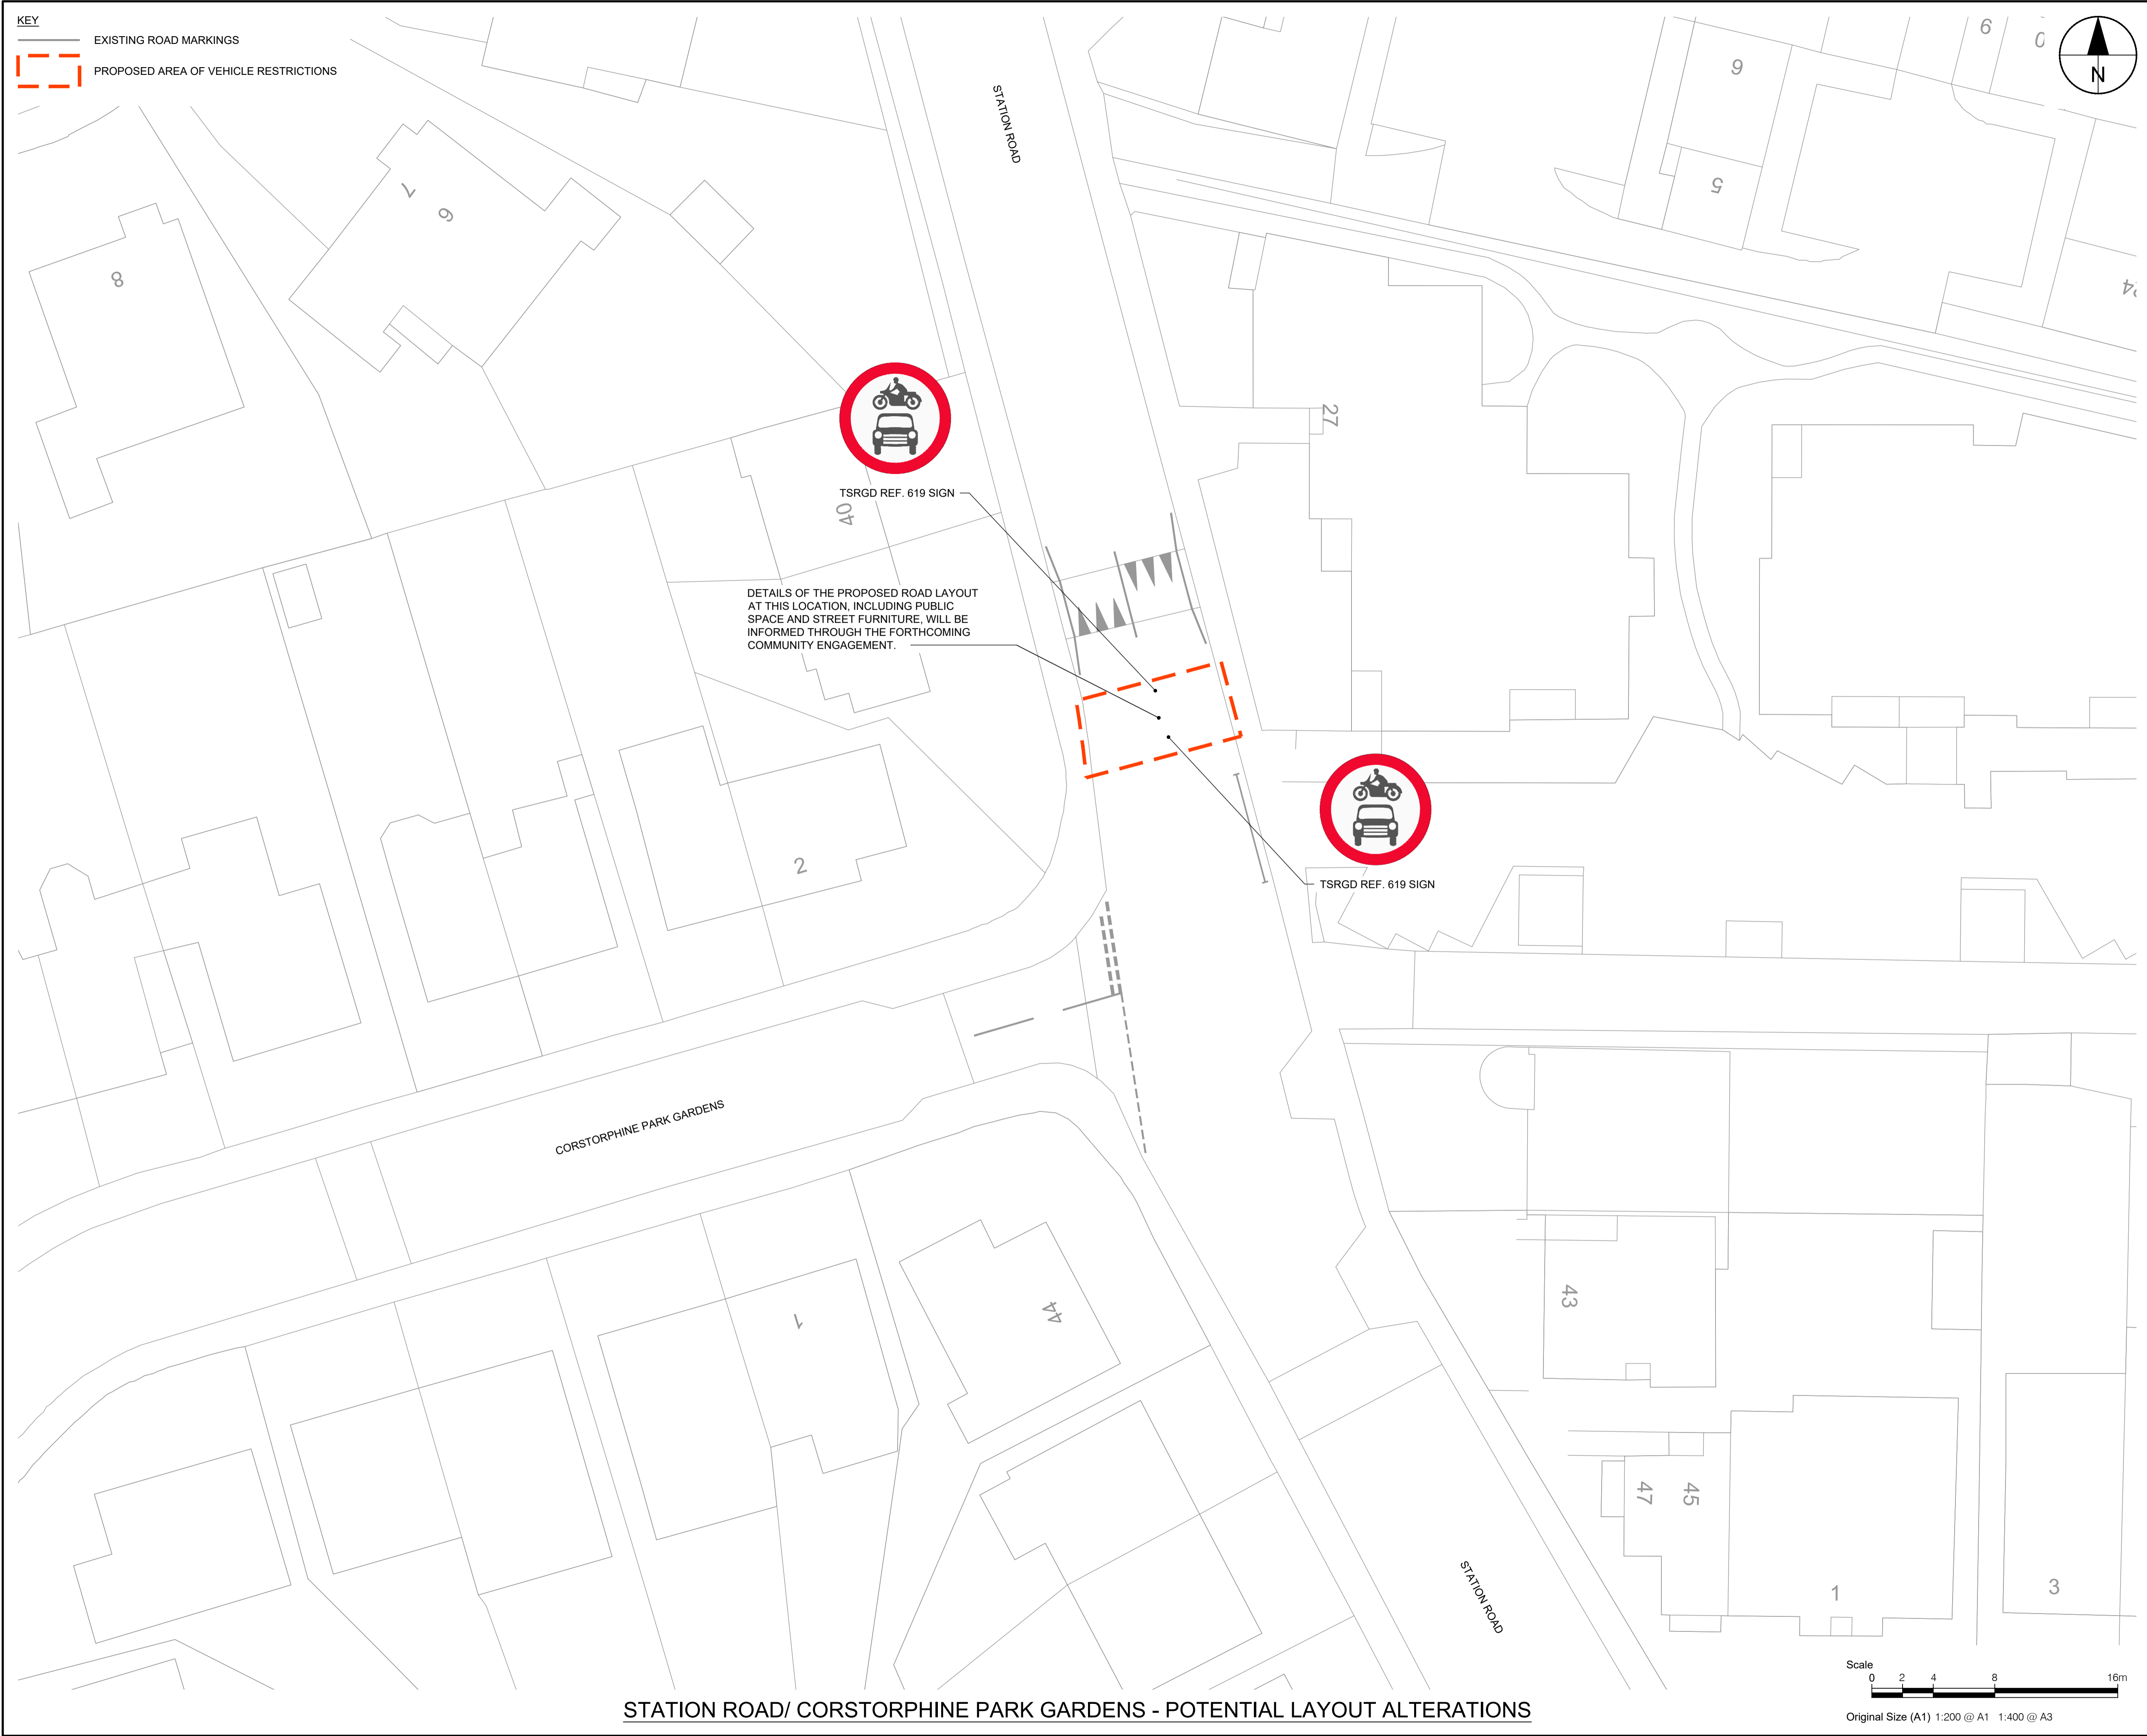 KEY
EXISTING ROAD MARKINGS
PROPOSED AREA OF VEHICLE RESTRICTIONS
N
STATION ROAD
6
9
5
7
6
8
27
TSRGD REF. 619 SIGN
40
DETAILS OF THE PROPOSED ROAD LAYOUT
AT THIS LOCATION, INCLUDING PUBLIC
SPACE AND STREET FURNITURE, WILL BE
INFORMED THROUGH THE FORTHCOMING
COMMUNITY ENGAGEMENT.
2
TSRGD REF. 619 SIGN
CORSTORPHINE PARK GARDENS
1
44
43
47
45
STATION ROAD
1
3
Scale
0 2 4 8 16m
Original Size (A1) 1:200 @ A1 1:400 @ A3
STATION ROAD/ CORSTORPHINE PARK GARDENS - POTENTIAL LAYOUT ALTERATIONS